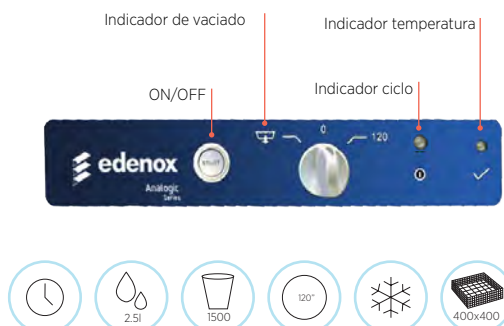 Indicador de vaciado
Indicador temperatura
ON/OFF
Indicador ciclo
0
120
edenox
Analogic
Series
2.5l
1500
120"
400x400